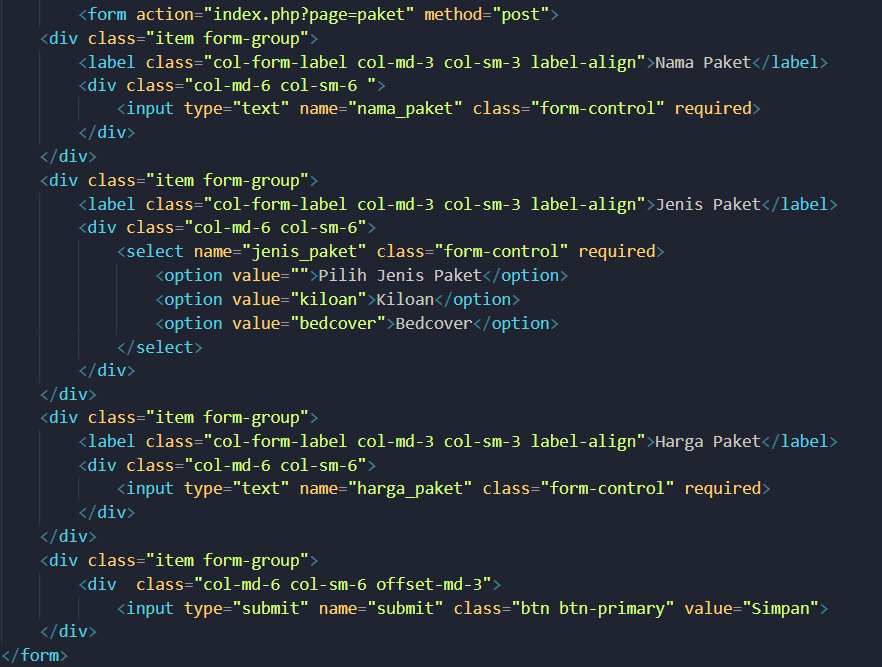 <form action="index.php?page=paket" method="post">
<div class="item form-group">
<label class="col-form-label col-md-3 col-sm-3 label-align">Nama Paket</label>
<div class="col-md-6 col-sm-6 ">
<input type="text" name="nama_paket" class="form-control" required>
</div>
</div>
<div class="item form-group">
<label class="col-form-label col-md-3 col-sm-3 label-align">Jenis Paket</label>
<div class="col-md-6 col-sm-6">
<select name="jenis_paket" class="form-control" required>
<option value="">Pilih Jenis Paket</option>
<option value="kiloan">Kiloan</option>
<option value="bedcover">Bedcover</option>
</select>
</div>
</div>
<div class="item form-group">
<label class="col-form-label col-md-3 col-sm-3 label-align">Harga Paket</label>
<div class="col-md-6 col-sm-6">
<input type="text" name="harga_paket" class="form-control" required>
</div>
</div>
<div class="item form-group">
<div  class="col-md-6 col-sm-6 offset-md-3">
<input type="submit" name="submit" class="btn btn-primary" value="Simpan">
</div>
</form>